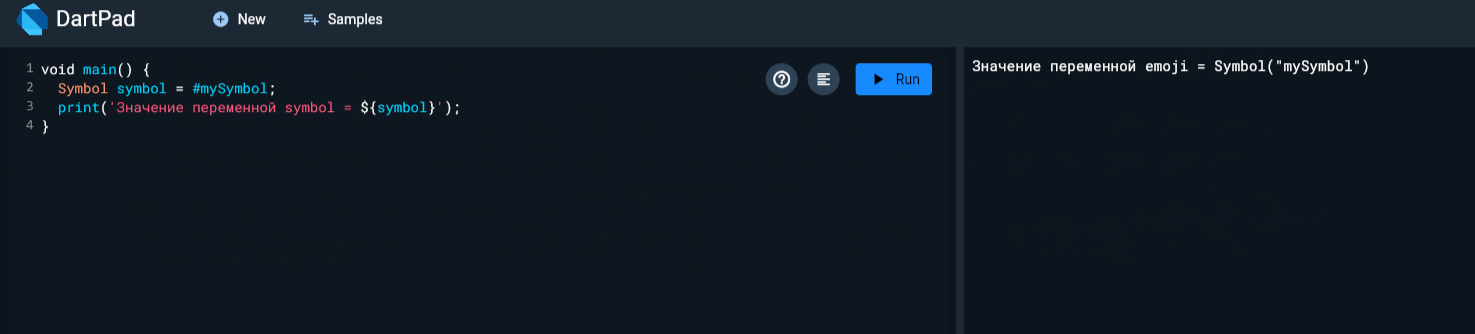 DartPad
New
Samples
1 void main() {
2 Symbol symbol = #mySymbol;
3 print('Значение переменной symbol = ${symbol}');
4 }
Run
Значение переменной emoji = Symbol("mySymbol")